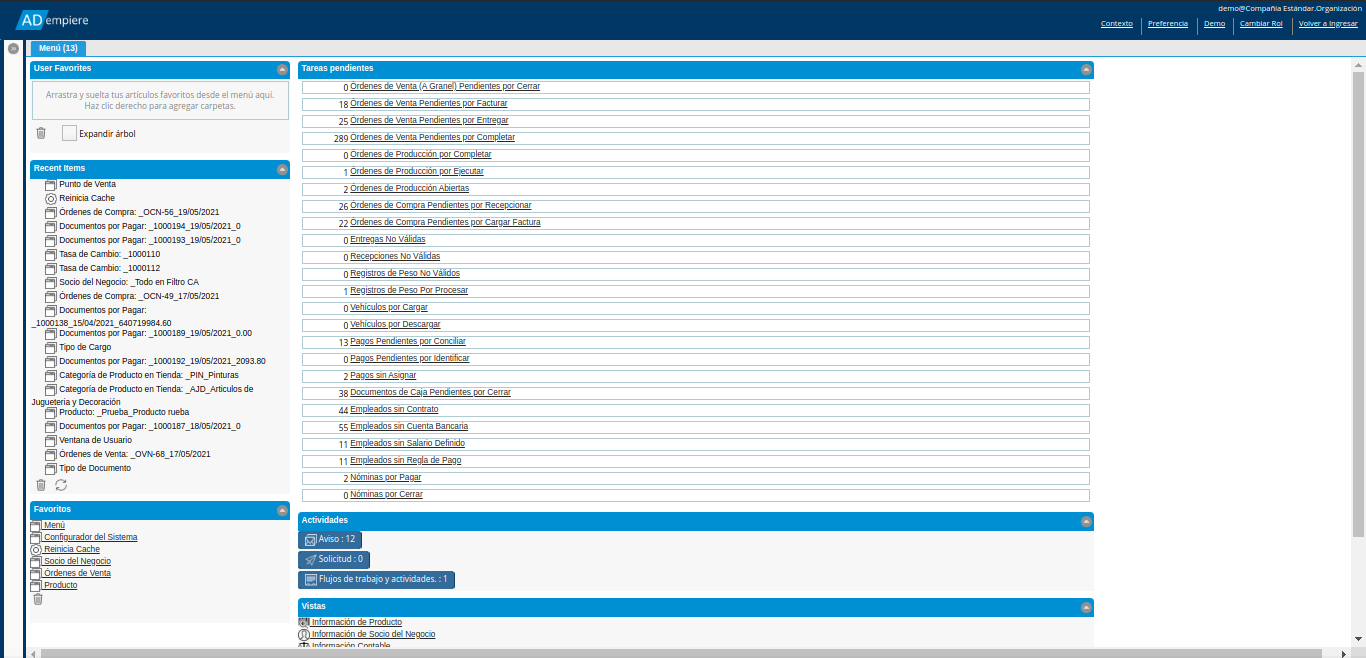 ADempiere
demo@Compañía Estándar.Organización
Contexto
Preferencia
Demo
Cambiar Rol
Volver a Ingresar
Menú (13)
User Favorites
Arrastra y suelta tus artículos favoritos desde el menú aquí.
Haz clic derecho para agregar carpetas.
Expandir árbol
Recent Items
Punto de Venta
Reinicia Cache
Órdenes de Compra: _OCN-56_19/05/2021
Documentos por Pagar: _1000194_19/05/2021_0
Documentos por Pagar: _1000193_19/05/2021_0
Tasa de Cambio: _1000110
Tasa de Cambio: _1000112
Socio del Negocio: _Todo en Filtro CA
Órdenes de Compra: _OCN-49_17/05/2021
Documentos por Pagar:
_1000138_15/04/2021_640719984.60
Documentos por Pagar: _1000189_19/05/2021_0.00
Tipo de Cargo
Documentos por Pagar: _1000192_19/05/2021_2093.80
Categoría de Producto en Tienda: _PIN_Pinturas
Categoría de Producto en Tienda: _AJD_Articulos de
Jugueteria y Decoración
Producto: _Prueba_Producto rueba
Documentos por Pagar: _1000187_18/05/2021_0
Ventana de Usuario
Órdenes de Venta: _OVN-68_17/05/2021
Tipo de Documento
Favoritos
Menú
Configurador del Sistema
Reinicia Cache
Socio del Negocio
Órdenes de Venta
Producto
Tareas pendientes
0 Órdenes de Venta (A Granel) Pendientes por Cerrar
18 Órdenes de Venta Pendientes por Facturar
25 Órdenes de Venta Pendientes por Entregar
289 Órdenes de Venta Pendientes por Completar
0 Órdenes de Producción por Completar
1 Órdenes de Producción por Ejecutar
2 Órdenes de Producción Abiertas
26 Órdenes de Compra Pendientes por Recepcionar
22 Órdenes de Compra Pendientes por Cargar Factura
0 Entregas No Válidas
0 Recepciones No Válidas
0 Registros de Peso No Válidos
1 Registros de Peso Por Procesar
0 Vehículos por Cargar
0 Vehículos por Descargar
13 Pagos Pendientes por Conciliar
0 Pagos Pendientes por Identificar
2 Pagos sin Asignar
38 Documentos de Caja Pendientes por Cerrar
44 Empleados sin Contrato
55 Empleados sin Cuenta Bancaria
11 Empleados sin Salario Definido
11 Empleados sin Regla de Pago
2 Nóminas por Pagar
0 Nóminas por Cerrar
Actividades
Aviso : 12
Solicitud : 0
Flujos de trabajo y actividades. : 1
Vistas
Información de Producto
Información de Socio del Negocio
Información Contable